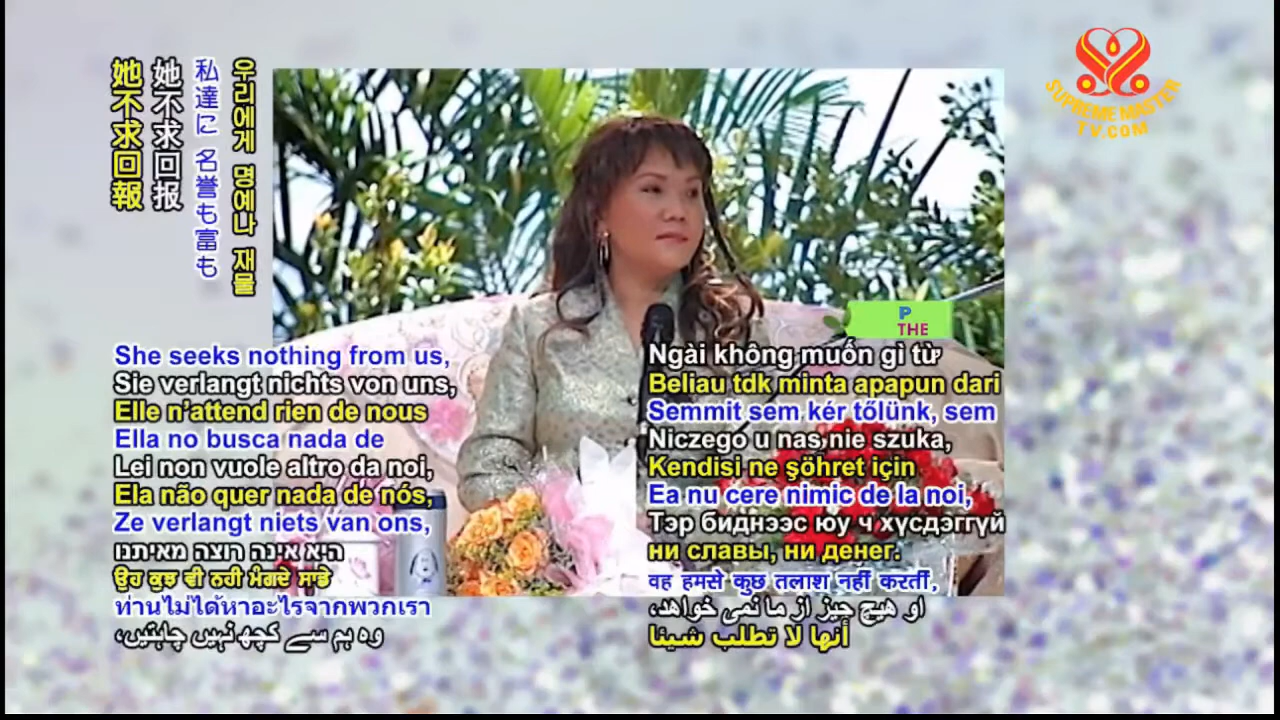 她不求回報
她不求回报
私達に 名誉も富も
우리에게 명예나 재물
SUPREME MASTER
TV.COM
P
THE
She seeks nothing from us,
Sie verlangt nichts von uns,
Elle n'attend rien de nous
Ella no busca nada de
Lei non vuole altro da noi,
Ela não quer nada de nós,
Ze verlangt niets van ons,
היא אינה רוצה מאיתנו
ਉਹ ਕੁਝ ਵੀ ਨਹੀ ਮੰਗਦੇ ਸਾਡੇ
ท่านไม่ได้หาอะไรจากพวกเรา
وہ ہم سے کچھ نہیں چاہتیں،
Ngài không muốn gì từ
Beliau tdk minta apapun dari
Semmit sem kér tőlünk, sem
Niczego u nas nie szuka,
Kendisi ne şöhret için
Ea nu cere nimic de la noi,
Тэр биднээс юу ч хүсдэггүй
ни славы, ни денег.
वह हमसे कुछ तलाश नहीं करतीं,
او هیچ چیز از ما نمی خواهد،
أنها لا تطلب شيئا